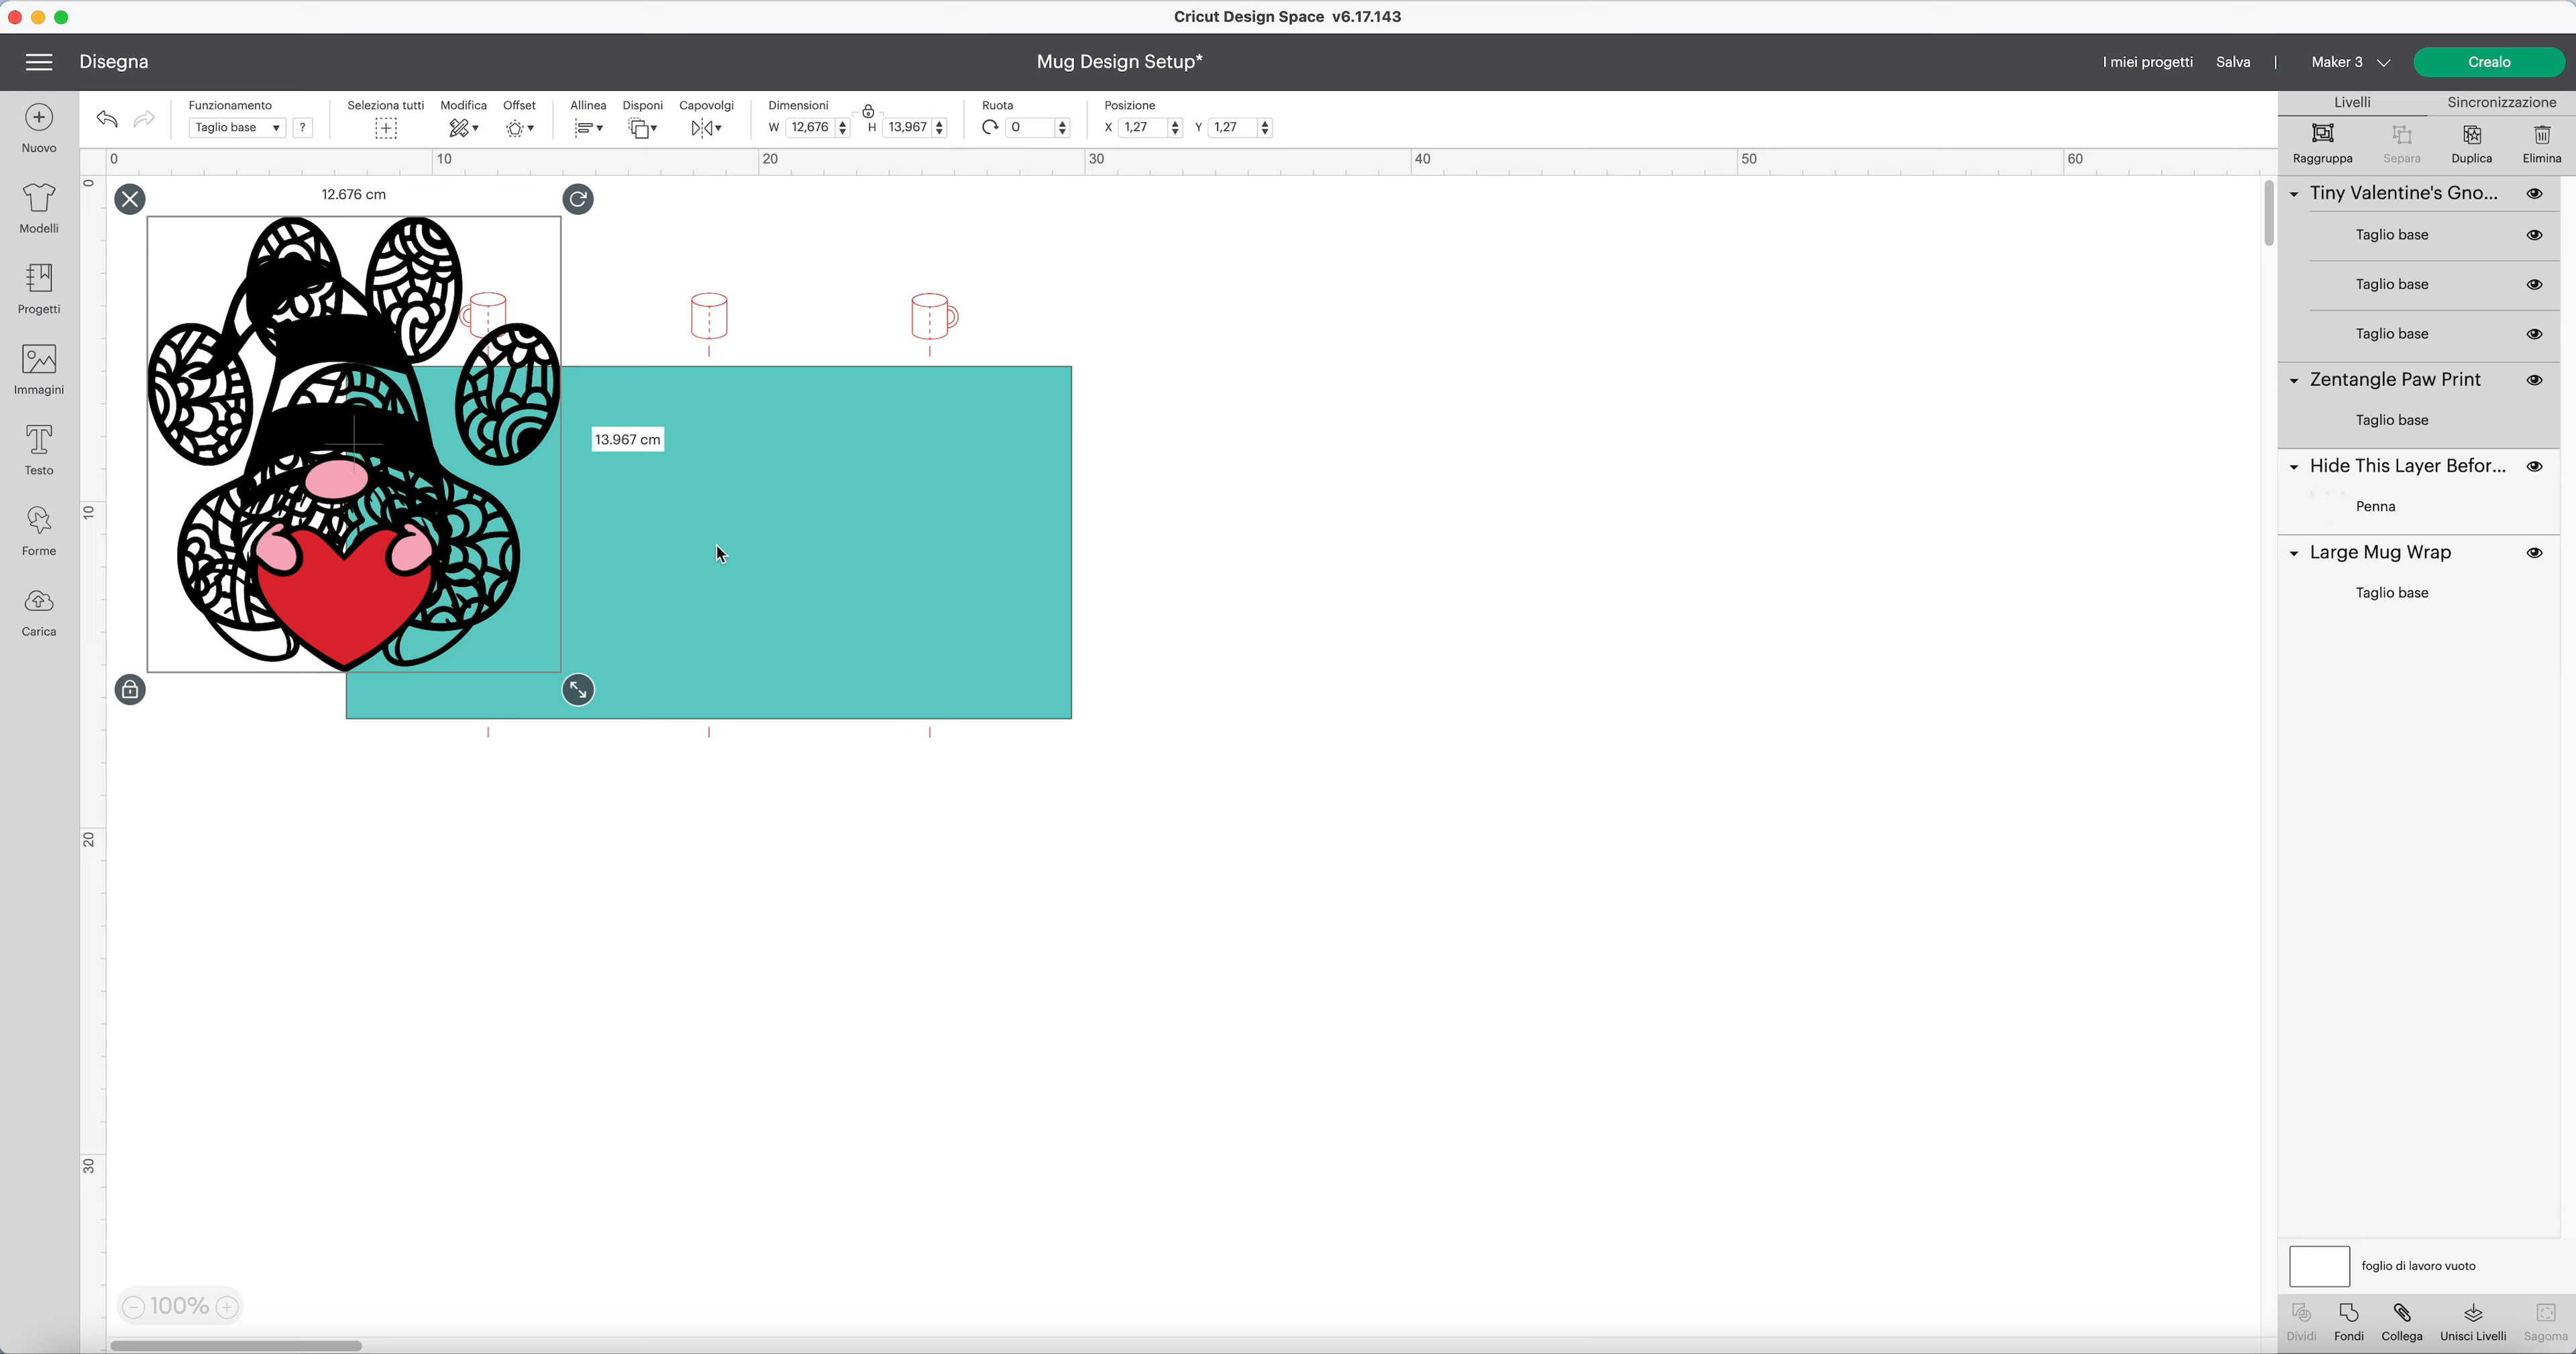 Cricut Design Space v6.17.143
Disegna
Mug Design Setup*
I miei progetti
Salva
|
Maker 3
Crealo
Funzionamento
Taglio base
?
Seleziona tutti
Modifica
Offset
Allinea
Disponi
Capovolgi
Dimensioni
W 12,676
H 13,967
Ruota
0
Posizione
X 1,27
Y 1,27
Livelli
Sincronizzazione
Raggruppa
Separa
Duplica
Elimina
Nuovo
Modelli
Progetti
Immagini
Testo
Forme
Carica
0
10
20
30
40
50
60
0
10
20
30
12.676 cm
13.967 cm
Tiny Valentine's Gno...
Taglio base
Taglio base
Taglio base
Zentangle Paw Print
Taglio base
Hide This Layer Befor...
Penna
Large Mug Wrap
Taglio base
100%
foglio di lavoro vuoto
Dividi
Fondi
Collega
Unisci Livelli
Sagoma